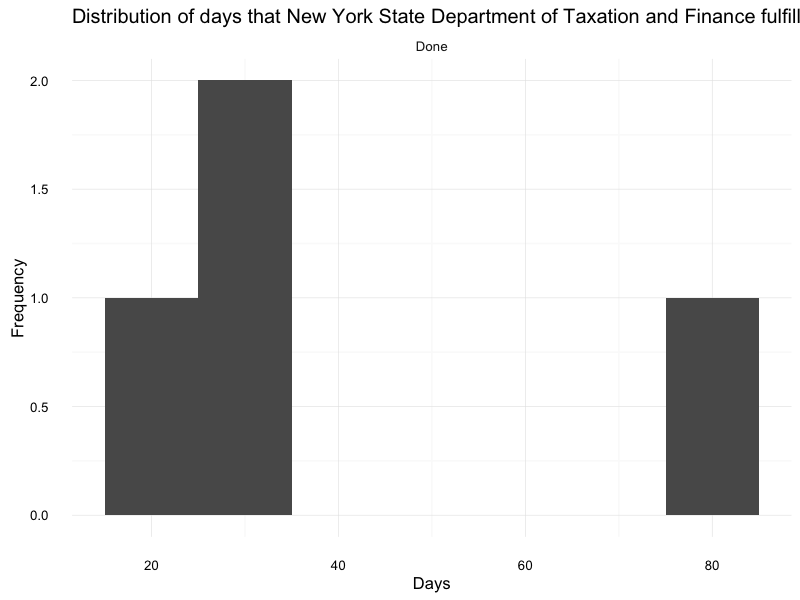 Distribution of days that New York State Department of Taxation and Finance fulfill
Done
2.0
1.5
1.0
0.5
0.0
Frequency
20 40 60 80
Days